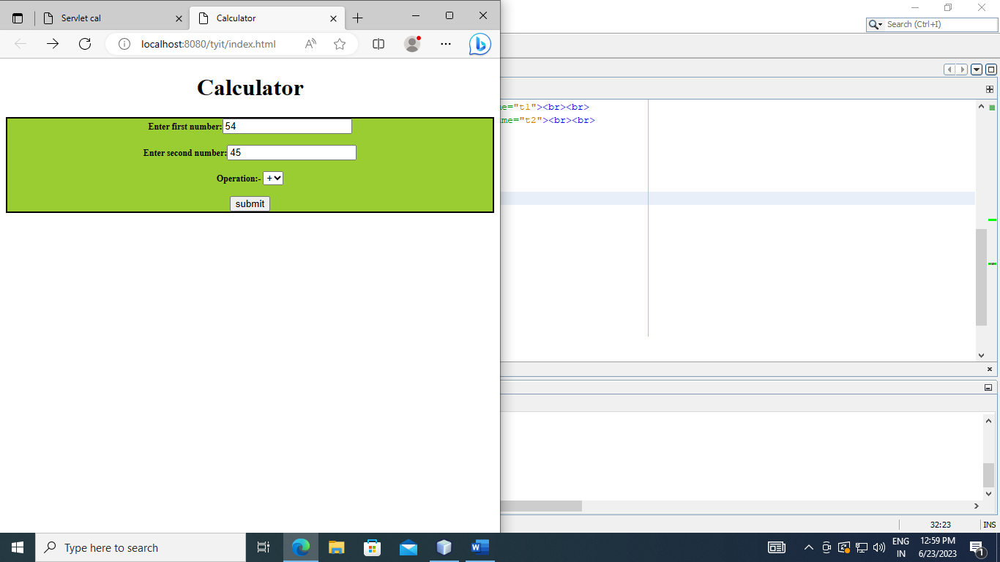 Servlet cal
Calculator
localhost:8080/tyit/index.html
Search (Ctrl+I)
Calculator
Enter first number: 54
Enter second number: 45
Operation:- +
submit
me="t1"><br><br>
ame="t2"><br><br>
32:23
INS
Type here to search
ENG
IN
12:59 PM
6/23/2023
1